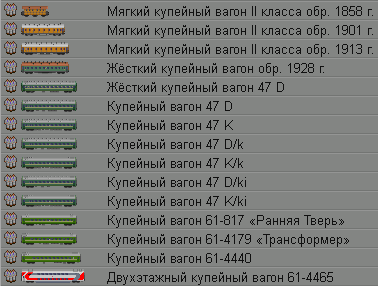 Мягкий купейный вагон II класса обр. 1858 г.
Мягкий купейный вагон II класса обр. 1901 г.
Мягкий купейный вагон II класса обр. 1913 г.
Жёсткий купейный вагон обр. 1928 г.
Жёсткий купейный вагон 47 D
Купейный вагон 47 D
Купейный вагон 47 K
Купейный вагон 47 D/k
Купейный вагон 47 K/k
Купейный вагон 47 D/ki
Купейный вагон 47 K/ki
Купейный вагон 61-817 «Ранняя Тверь»
Купейный вагон 61-4179 «Трансформер»
Купейный вагон 61-4440
Двухэтажный купейный вагон 61-4465